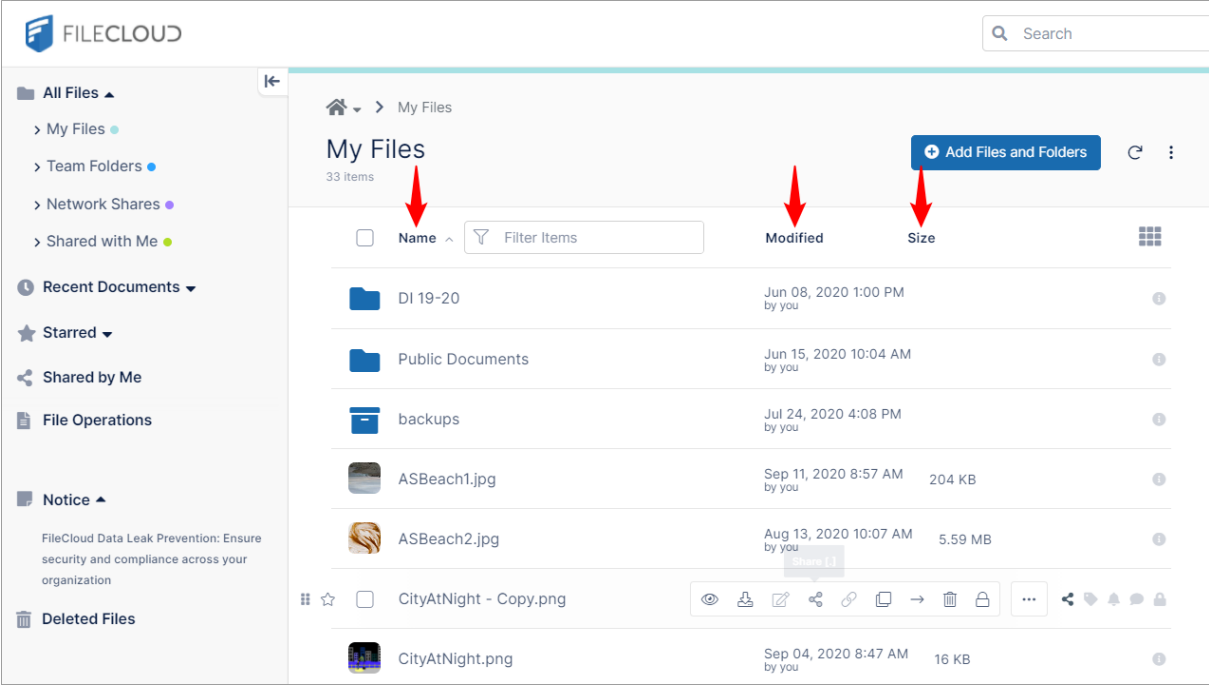 FILECLOUD
Search
All Files
My Files
Team Folders
Network Shares
Shared with Me
Recent Documents
Starred
Shared by Me
File Operations
Notice
FileCloud Data Leak Prevention: Ensure
security and compliance across your
organization
Deleted Files
My Files
My Files
33 items
Add Files and Folders
Name
Filter Items
Modified
Size
DI 19-20
Jun 08, 2020 1:00 PM
by you
Public Documents
Jun 15, 2020 10:04 AM
by you
backups
Jul 24, 2020 4:08 PM
by you
ASBeach1.jpg
Sep 11, 2020 8:57 AM
by you
204 KB
ASBeach2.jpg
Aug 13, 2020 10:07 AM
by you
5.59 MB
Share [.]
CityAtNight - Copy.png
CityAtNight.png
Sep 04, 2020 8:47 AM
by you
16 KB